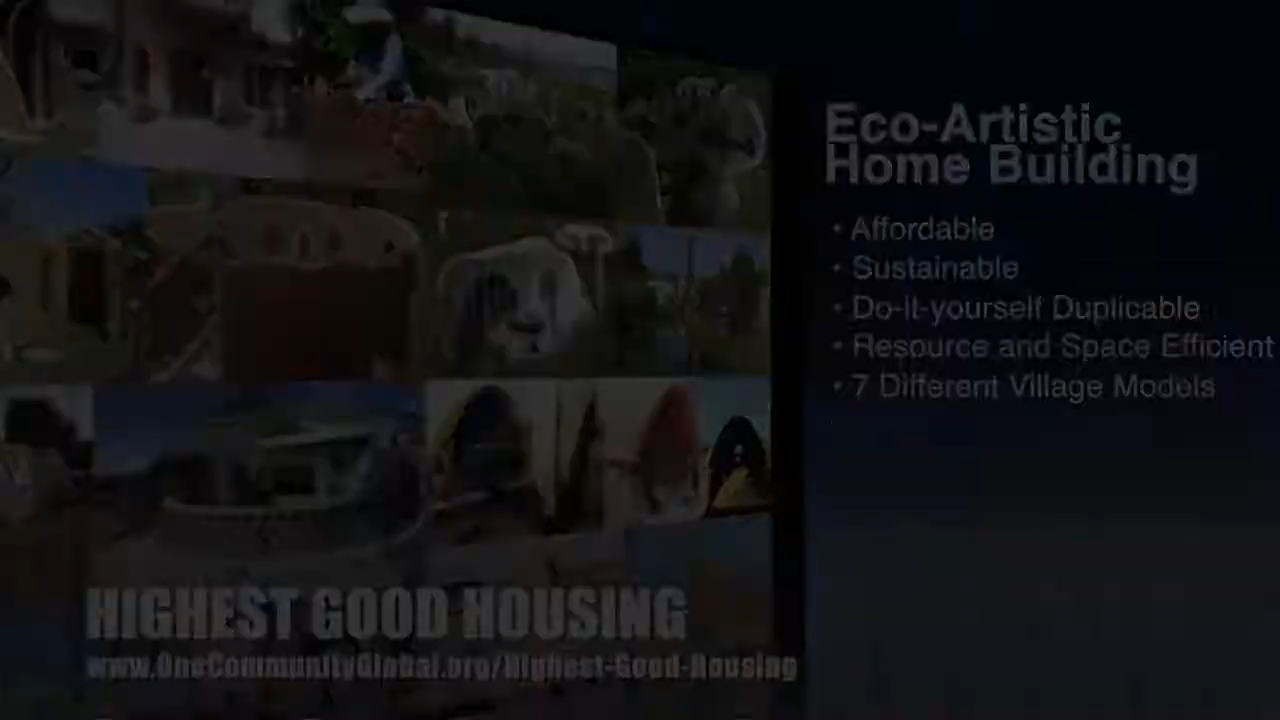 Eco-Artistic
Home Building
• Affordable
• Sustainable
• Do-it-yourself Duplicable
• Resource and Space Efficient
• 7 Different Village Models
HIGHEST GOOD HOUSING
www.OneCommunityGlobal.org/Highest-Good-Housing